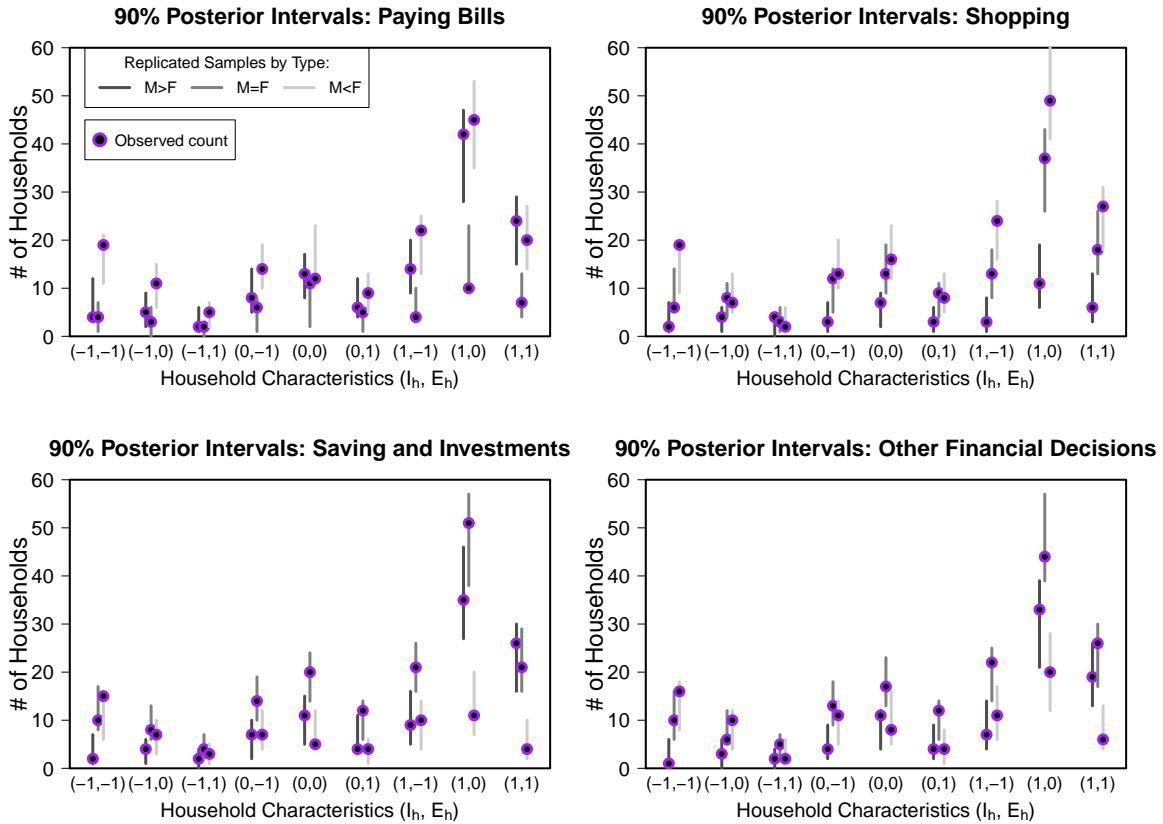 90% Posterior Intervals: Paying Bills
# of Households
60
50
40
30
20
10
0
Replicated Samples by Type:
M>F M=F M<F
Observed count
(−1,−1) (−1,0) (−1,1) (0,−1) (0,0) (0,1) (1,−1) (1,0) (1,1)
Household Characteristics (Iₕ, Eₕ)
90% Posterior Intervals: Shopping
# of Households
60
50
40
30
20
10
0
(−1,−1) (−1,0) (−1,1) (0,−1) (0,0) (0,1) (1,−1) (1,0) (1,1)
Household Characteristics (Iₕ, Eₕ)
90% Posterior Intervals: Saving and Investments
# of Households
60
50
40
30
20
10
0
(−1,−1) (−1,0) (−1,1) (0,−1) (0,0) (0,1) (1,−1) (1,0) (1,1)
Household Characteristics (Iₕ, Eₕ)
90% Posterior Intervals: Other Financial Decisions
# of Households
60
50
40
30
20
10
0
(−1,−1) (−1,0) (−1,1) (0,−1) (0,0) (0,1) (1,−1) (1,0) (1,1)
Household Characteristics (Iₕ, Eₕ)